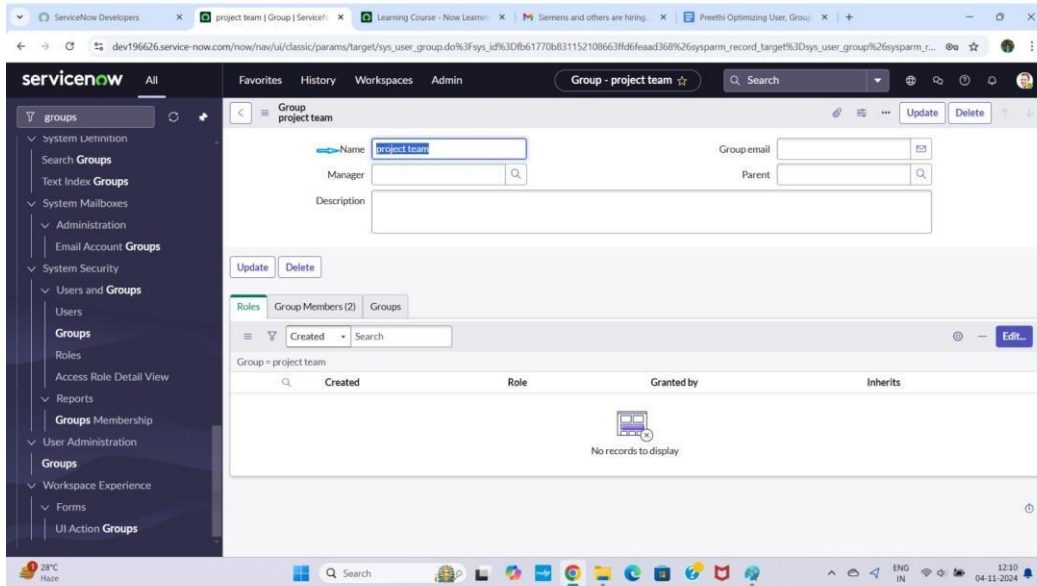 ServiceNow Developers
project team | Group | ServiceN
Learning Course - Now Learnin
Siemens and others are hiring.
Preethi Optimizing User, Group
dev196626.service-now.com/now/nav/ui/classic/params/target/sys_user_group.do%3Fsys_id%3Dfb61770b831152108663ffd6feaad368%26sysparm_record_target%3Dsys_user_group%26sysparm_r...
servicenow All Favorites History Workspaces Admin Group - project team Search
groups
Group
project team
Update Delete
System Definition
Search Groups
Text Index Groups
System Mailboxes
Administration
Email Account Groups
System Security
Users and Groups
Users
Groups
Roles
Access Role Detail View
Reports
Groups Membership
User Administration
Groups
Workspace Experience
Forms
UI Action Groups
Name project team Group email
Manager Parent
Description
Update Delete
Roles Group Members (2) Groups
Created Search Edit...
Group = project team
Created Role Granted by Inherits
No records to display
1
28°C
Haze
Search
ENG
IN
12:10
04-11-2024